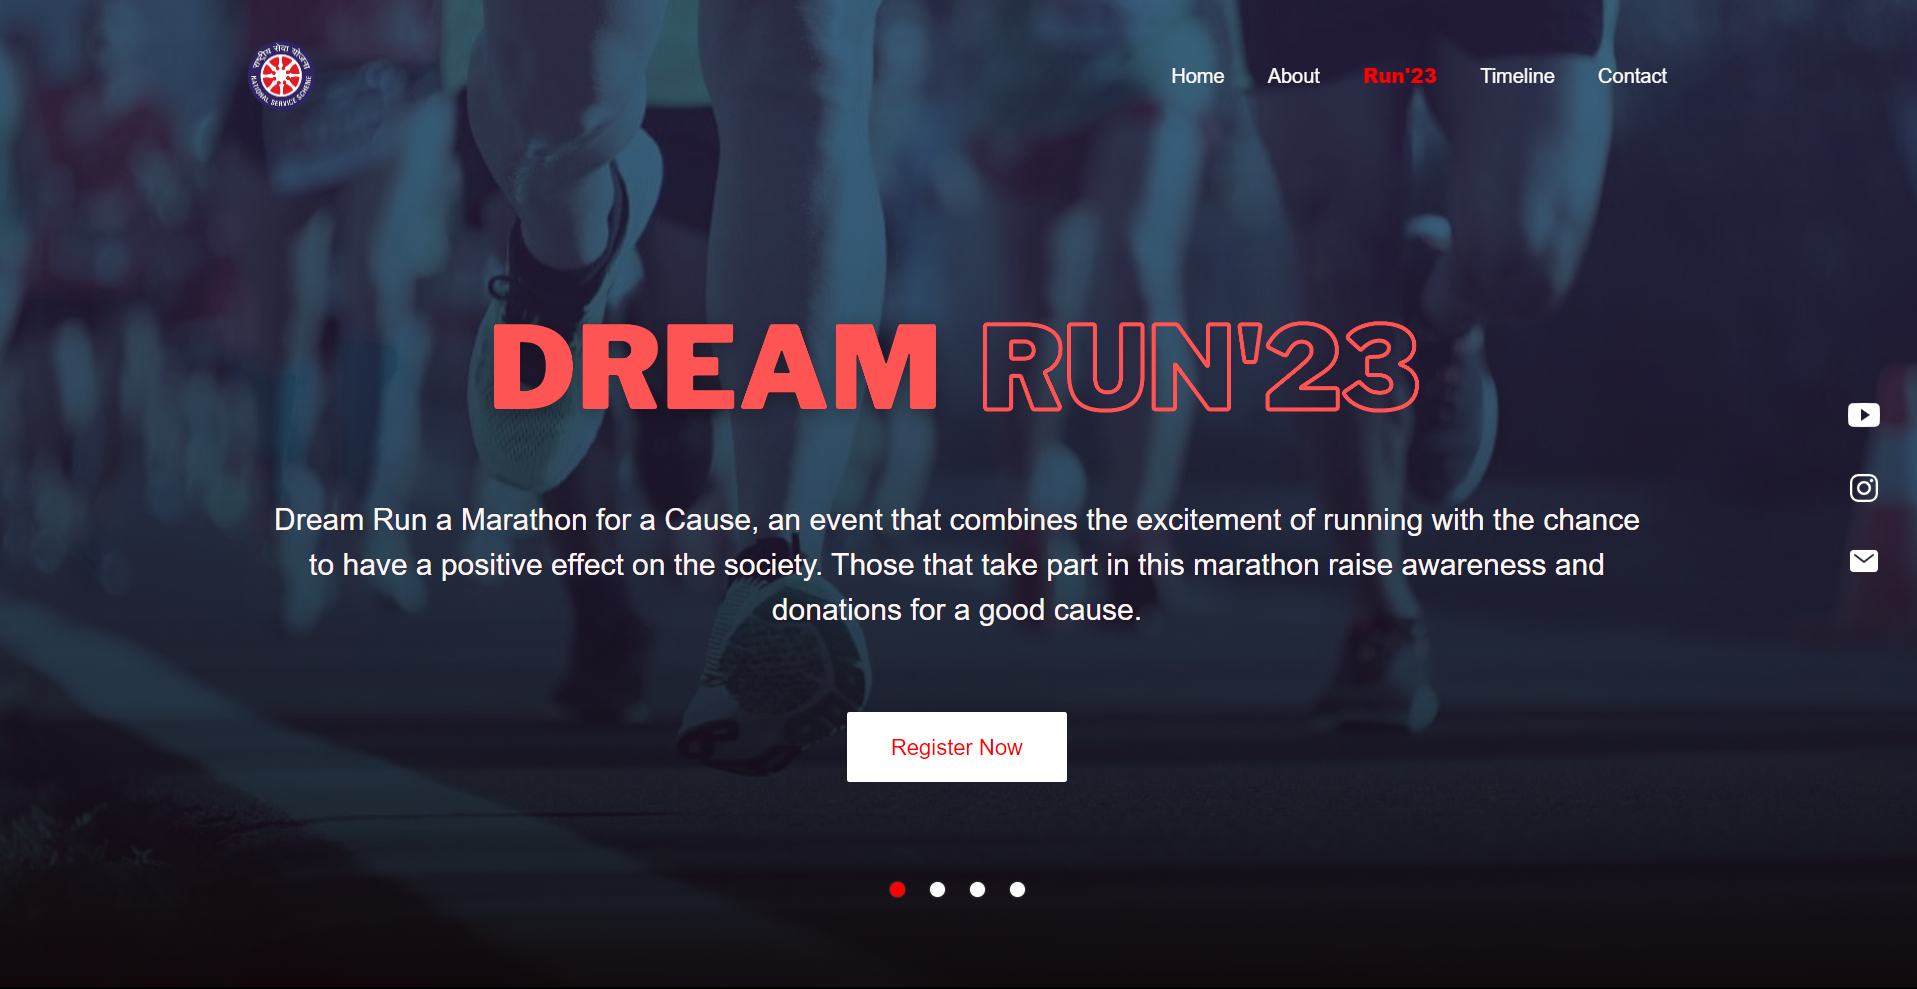 राष्ट्रीय सेवा योजना
NATIONAL SERVICE SCHEME
Home About Run'23 Timeline Contact
DREAM RUN'23
Dream Run a Marathon for a Cause, an event that combines the excitement of running with the chance
to have a positive effect on the society. Those that take part in this marathon raise awareness and
donations for a good cause.
Register Now